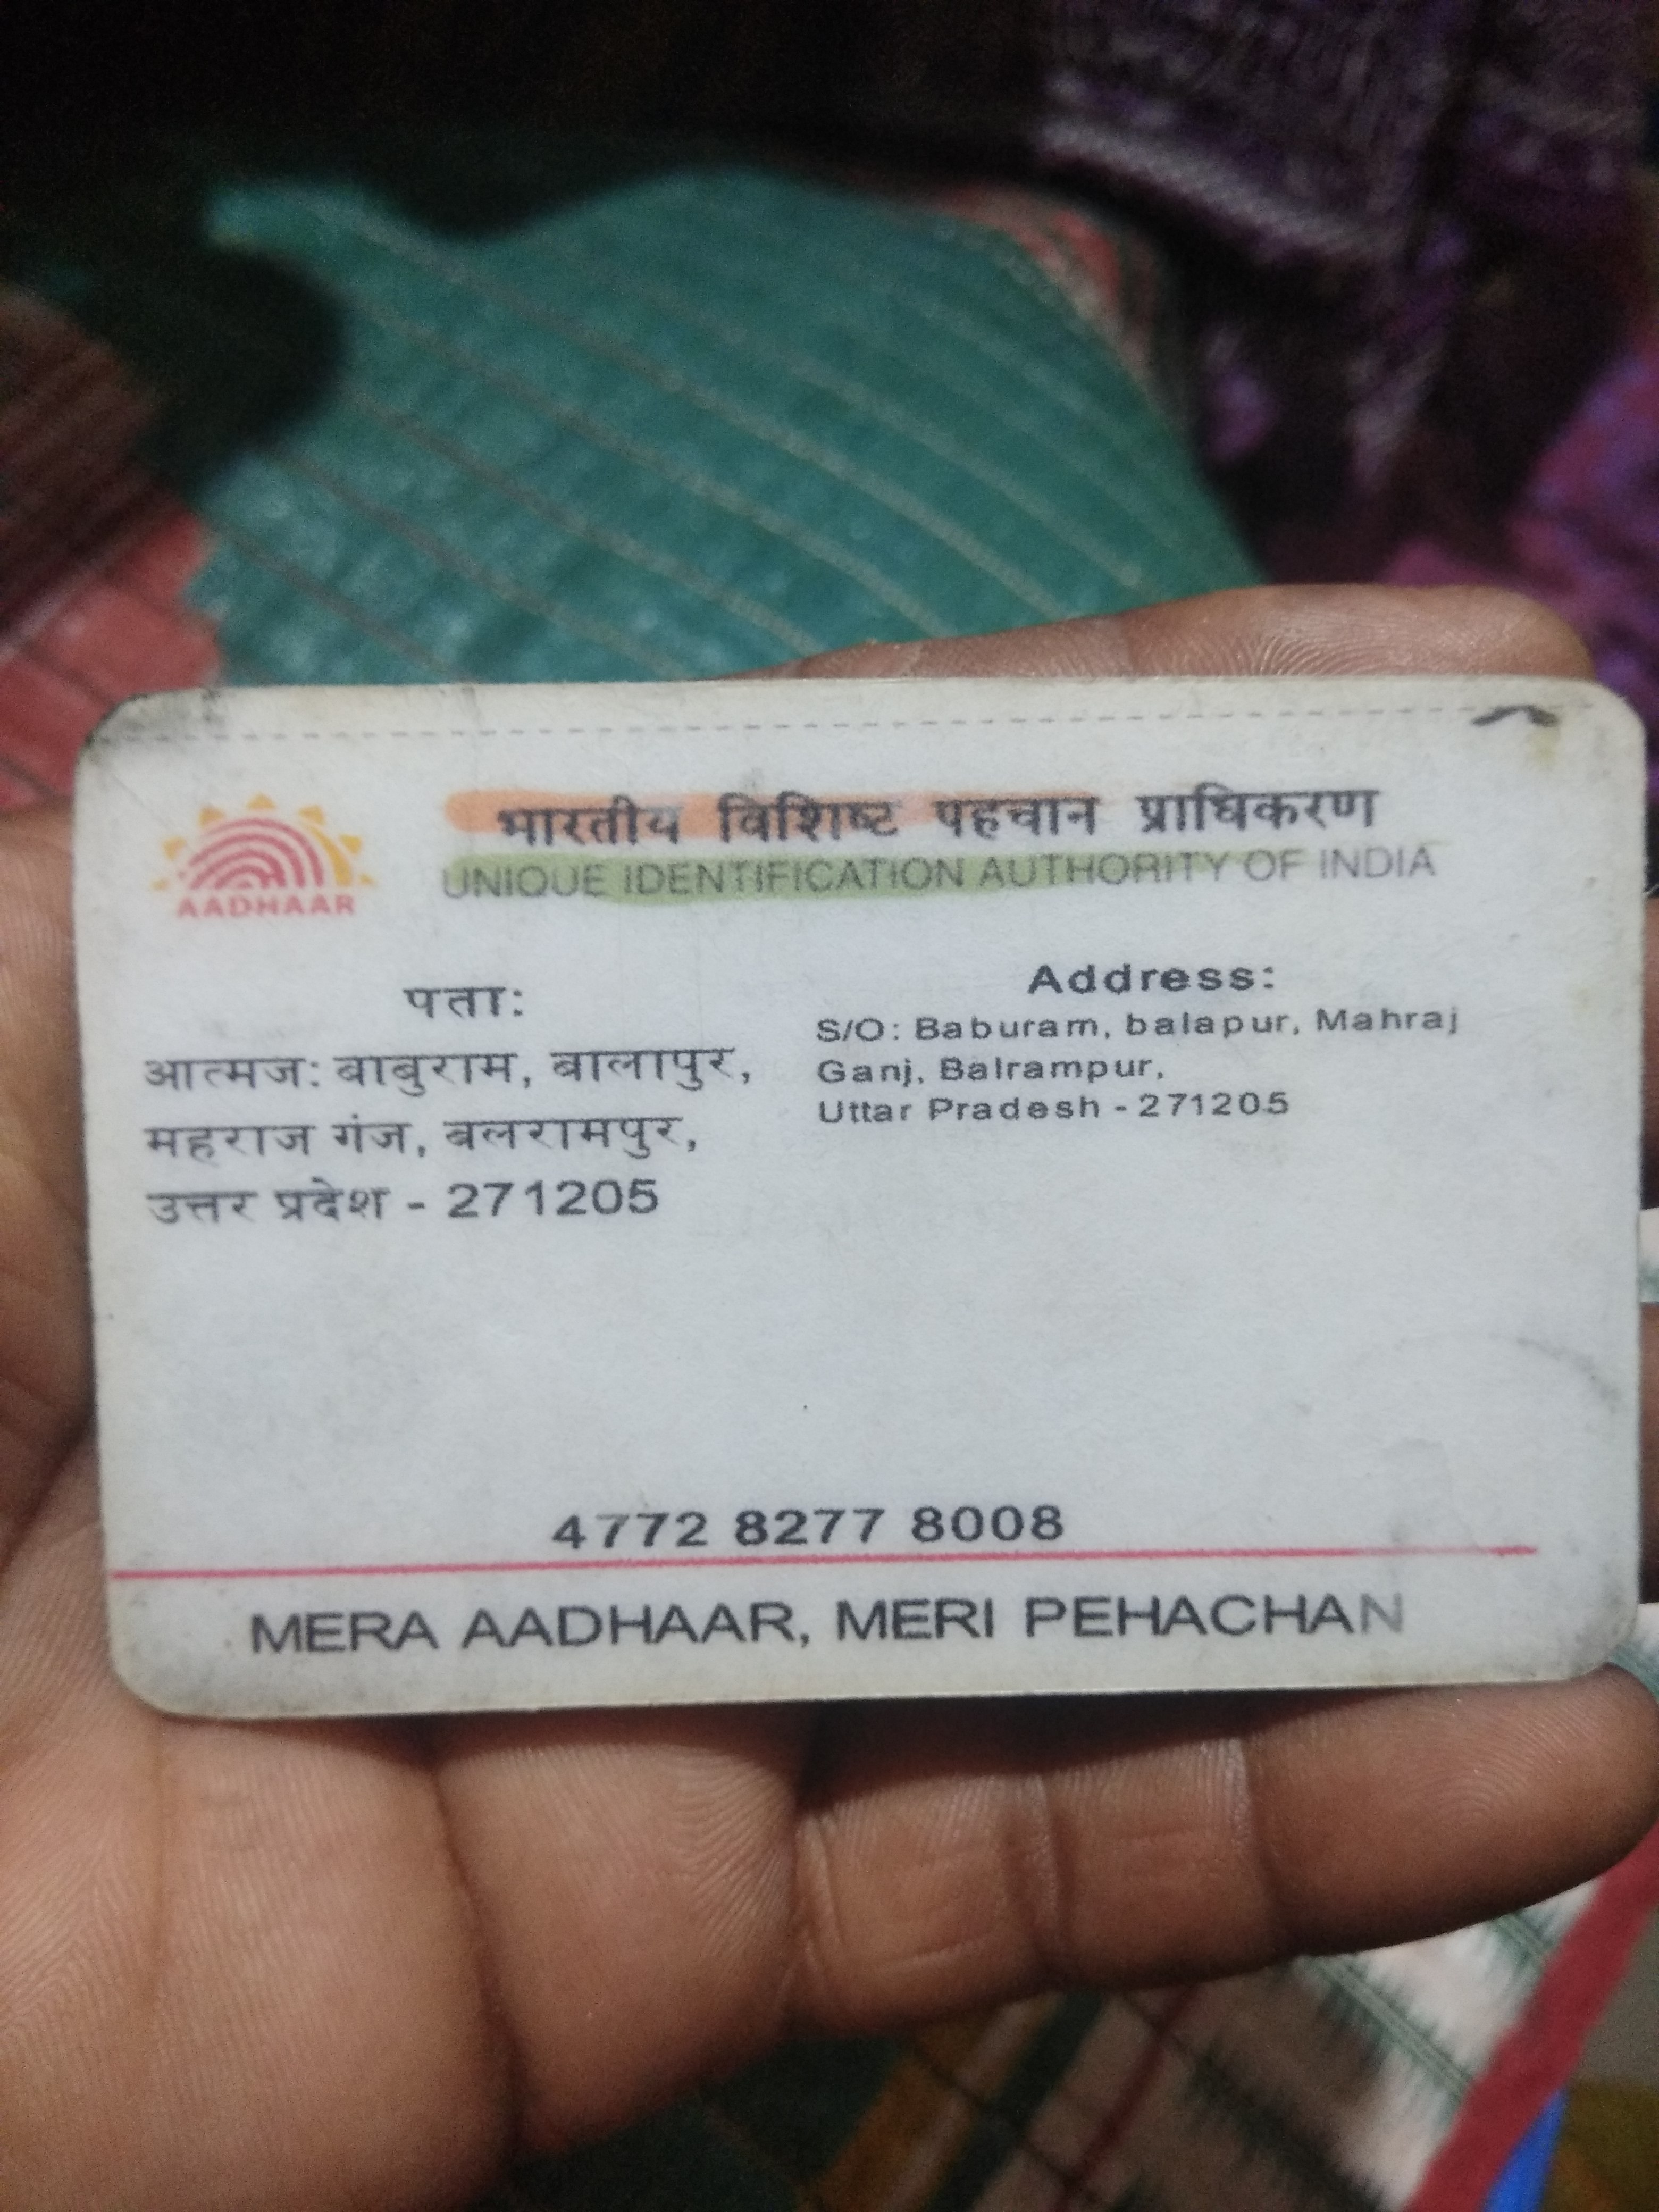 भारतीय विशिष्ट पहचान प्राधिकरण
UNIQUE IDENTIFICATION AUTHORITY OF INDIA
AADHAAR
पता:
आत्मज: बाबुराम, बालापुर,
महराज गंज, बलरामपुर,
उत्तर प्रदेश - 271205
Address:
S/O: Baburam, balapur, Mahraj
Ganj, Balrampur,
Uttar Pradesh - 271205
4772 8277 8008
MERA AADHAAR, MERI PEHACHAN